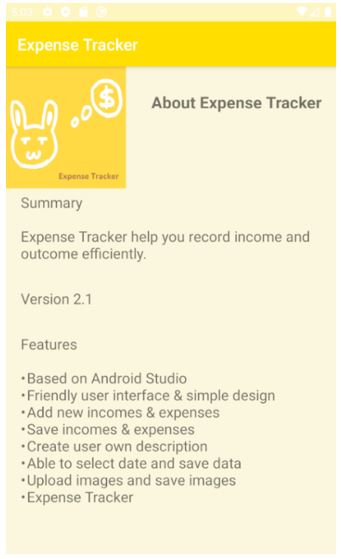 5:03
Expense Tracker
$
About Expense Tracker
Expense Tracker
Summary
Expense Tracker help you record income and
outcome efficiently.
Version 2.1
Features
•Based on Android Studio
•Friendly user interface & simple design
•Add new incomes & expenses
•Save incomes & expenses
•Create user own description
•Able to select date and save data
•Upload images and save images
•Expense Tracker